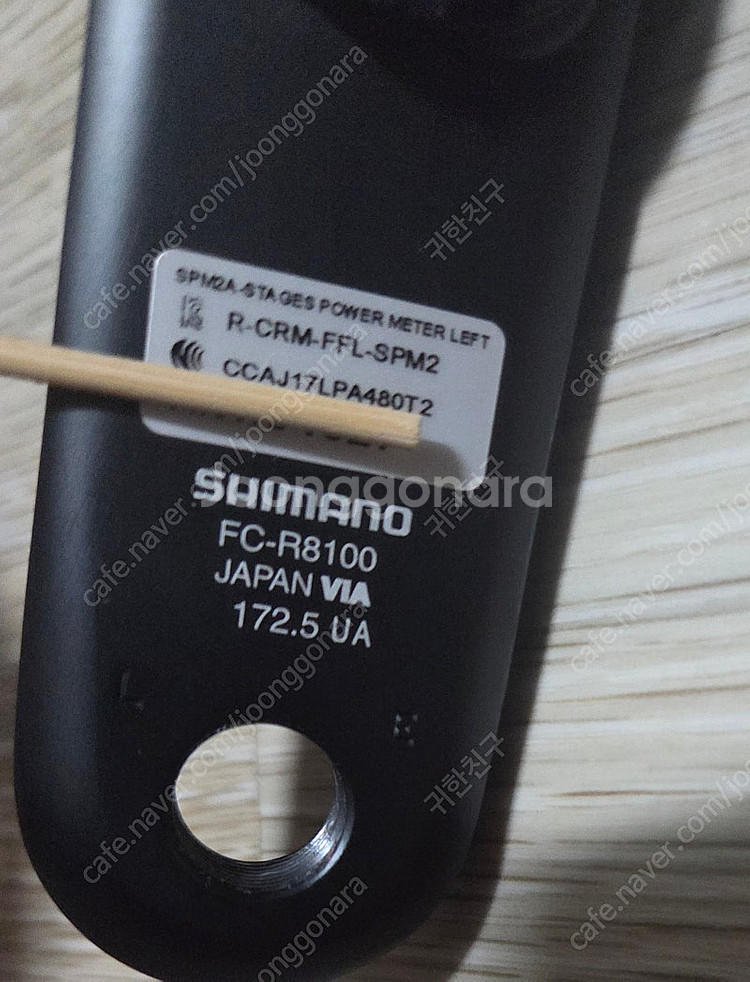 SPM2A-STAGES POWER METER LEFT
R-CRM-FFL-SPM2
CCAJ17LPA480T2
SHIMANO
joonggonara
FC-R8100
JAPAN VIA
172.5 UA
cafe.naver.com/joonggonara
귀한친구